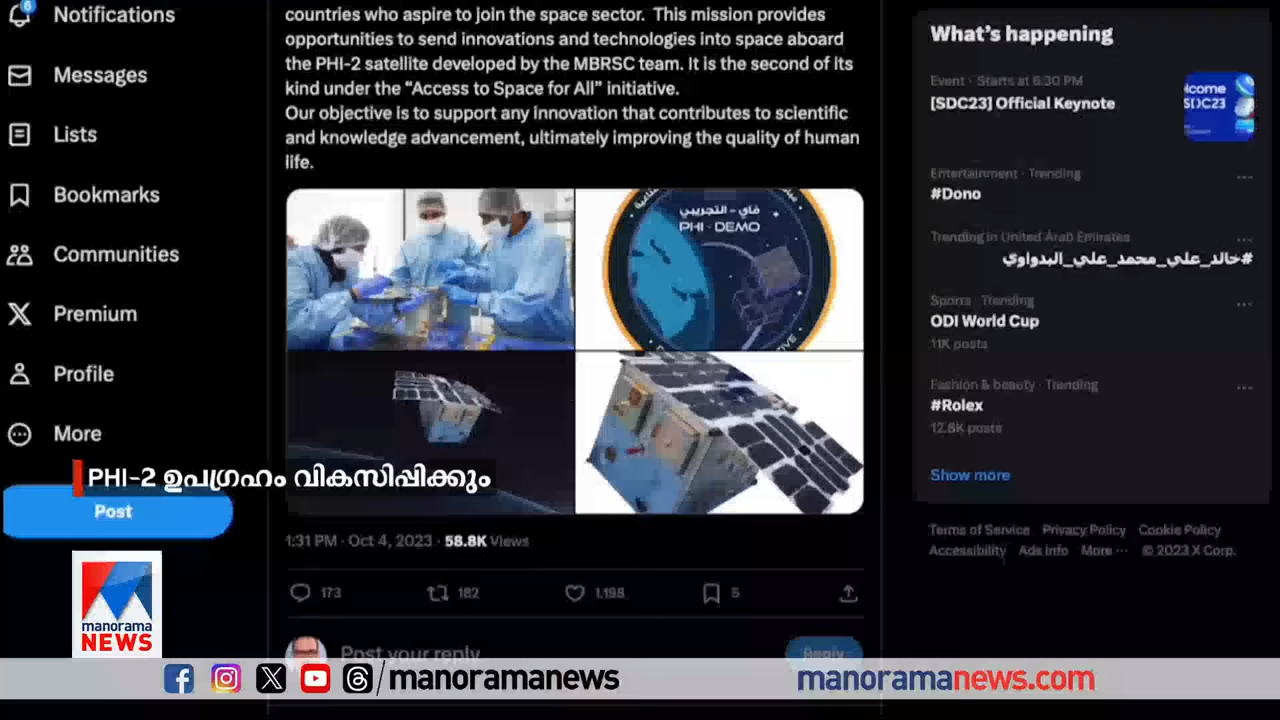 6
Notifications
Messages
Lists
Bookmarks
Communities
Premium
Profile
More
Post
countries who aspire to join the space sector. This mission provides
opportunities to send innovations and technologies into space aboard
the PHI-2 satellite developed by the MBRSC team. It is the second of its
kind under the “Access to Space for All” initiative.
Our objective is to support any innovation that contributes to scientific
and knowledge advancement, ultimately improving the quality of human
life.
فاي - التجريبي
PHI - DEMO
PHI-2 ഉപഗ്രഹം വികസിപ്പിക്കും
1:31 PM · Oct 4, 2023 · 58.8K Views
173
182
1,198
5
Post your reply
Reply
What’s happening
Event · Starts at 6:30 PM
[SDC23] Official Keynote
Entertainment · Trending
#Dono
Trending in United Arab Emirates
#خالد_علي_محمد_علي_البدواوي
Sports · Trending
ODI World Cup
11K posts
Fashion & beauty · Trending
#Rolex
12.8K posts
Show more
Terms of Service Privacy Policy Cookie Policy
Accessibility Ads info More ··· © 2023 X Corp.
manorama
NEWS
manoramanews
manoramanews.com